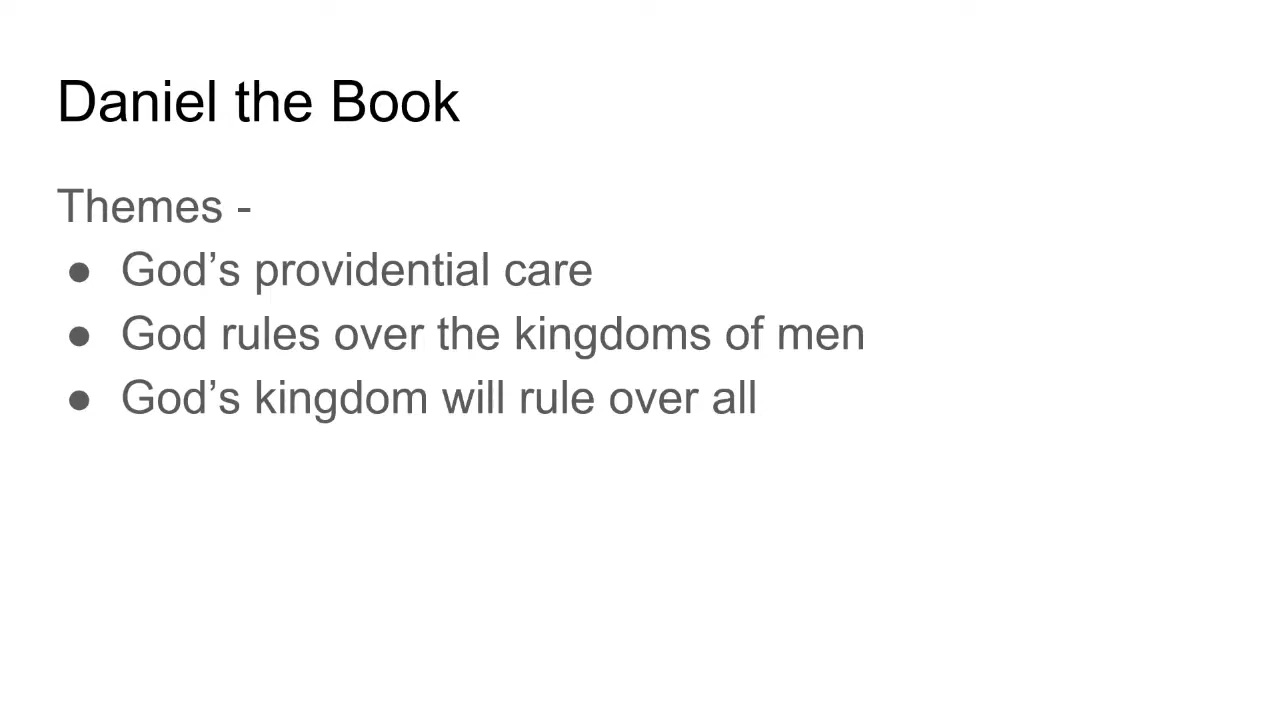 Daniel the Book
Themes -
● God’s providential care
● God rules over the kingdoms of men
● God’s kingdom will rule over all